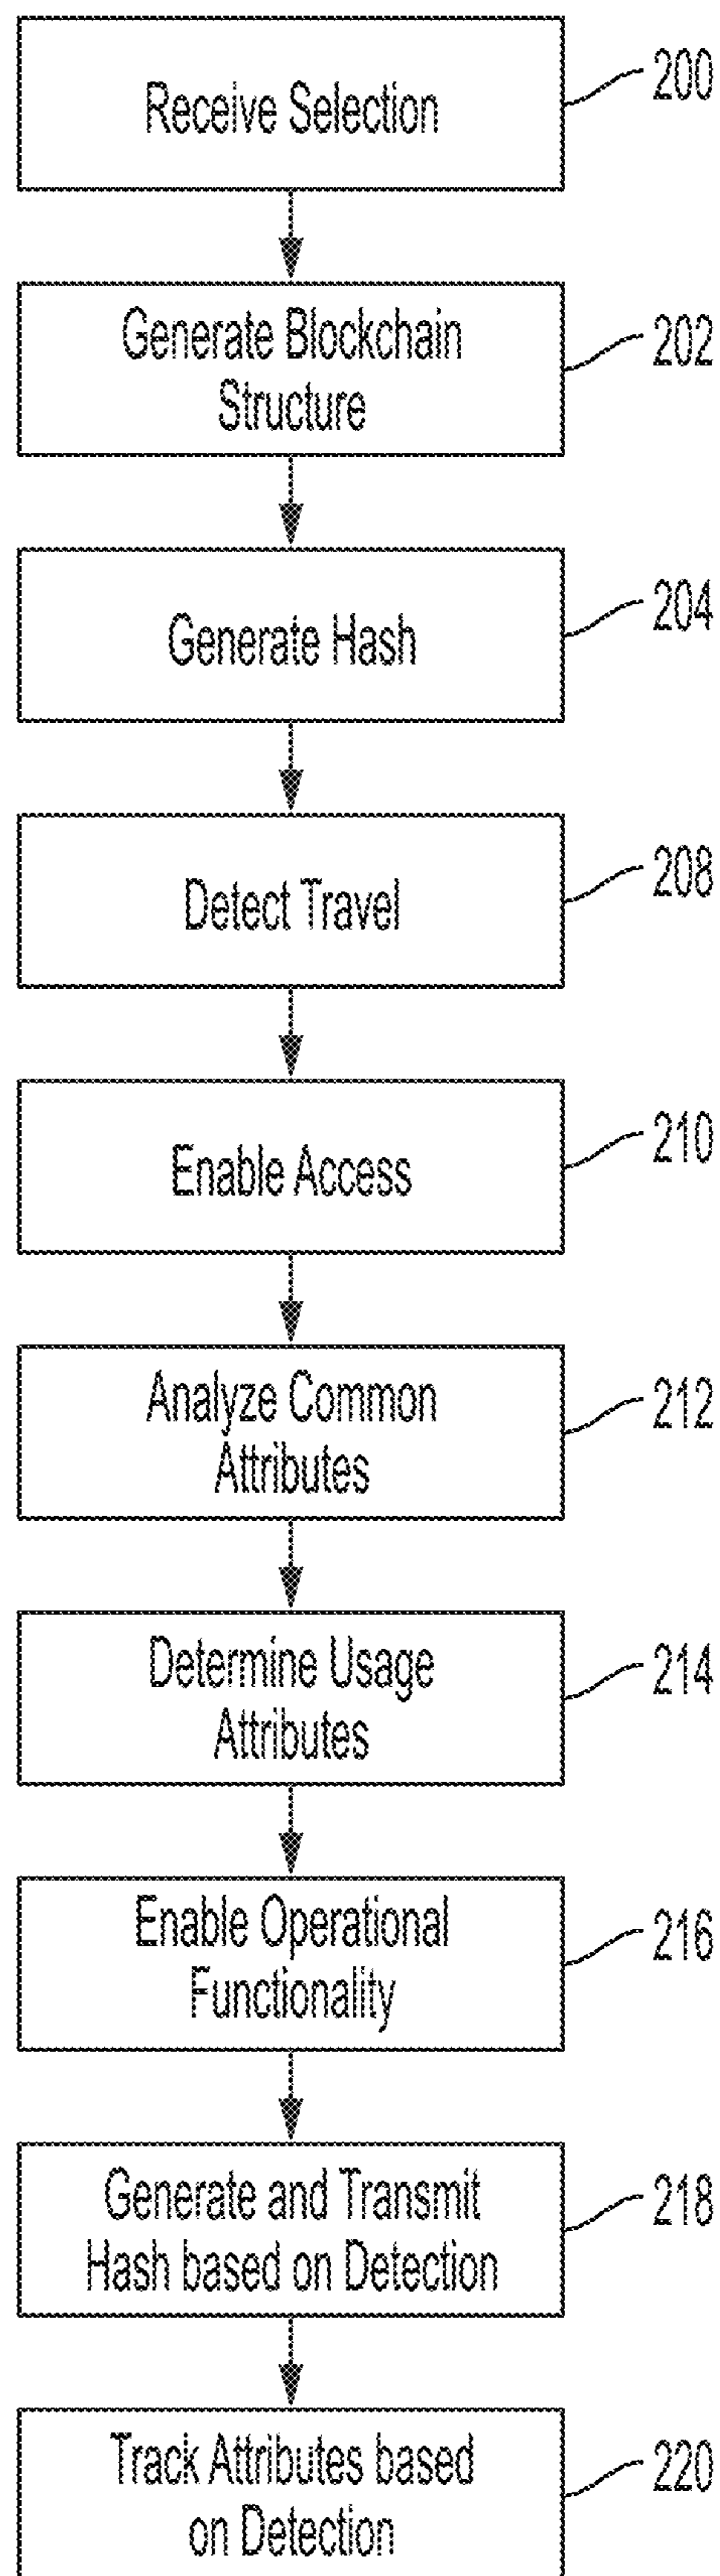 Receive Selection
200
Generate Blockchain
Structure
202
Generate Hash
204
Detect Travel
208
Enable Access
210
Analyze Common
Attributes
212
Determine Usage
Attributes
214
Enable Operational
Functionality
216
Generate and Transmit
Hash based on Detection
218
Track Attributes based
on Detection
220